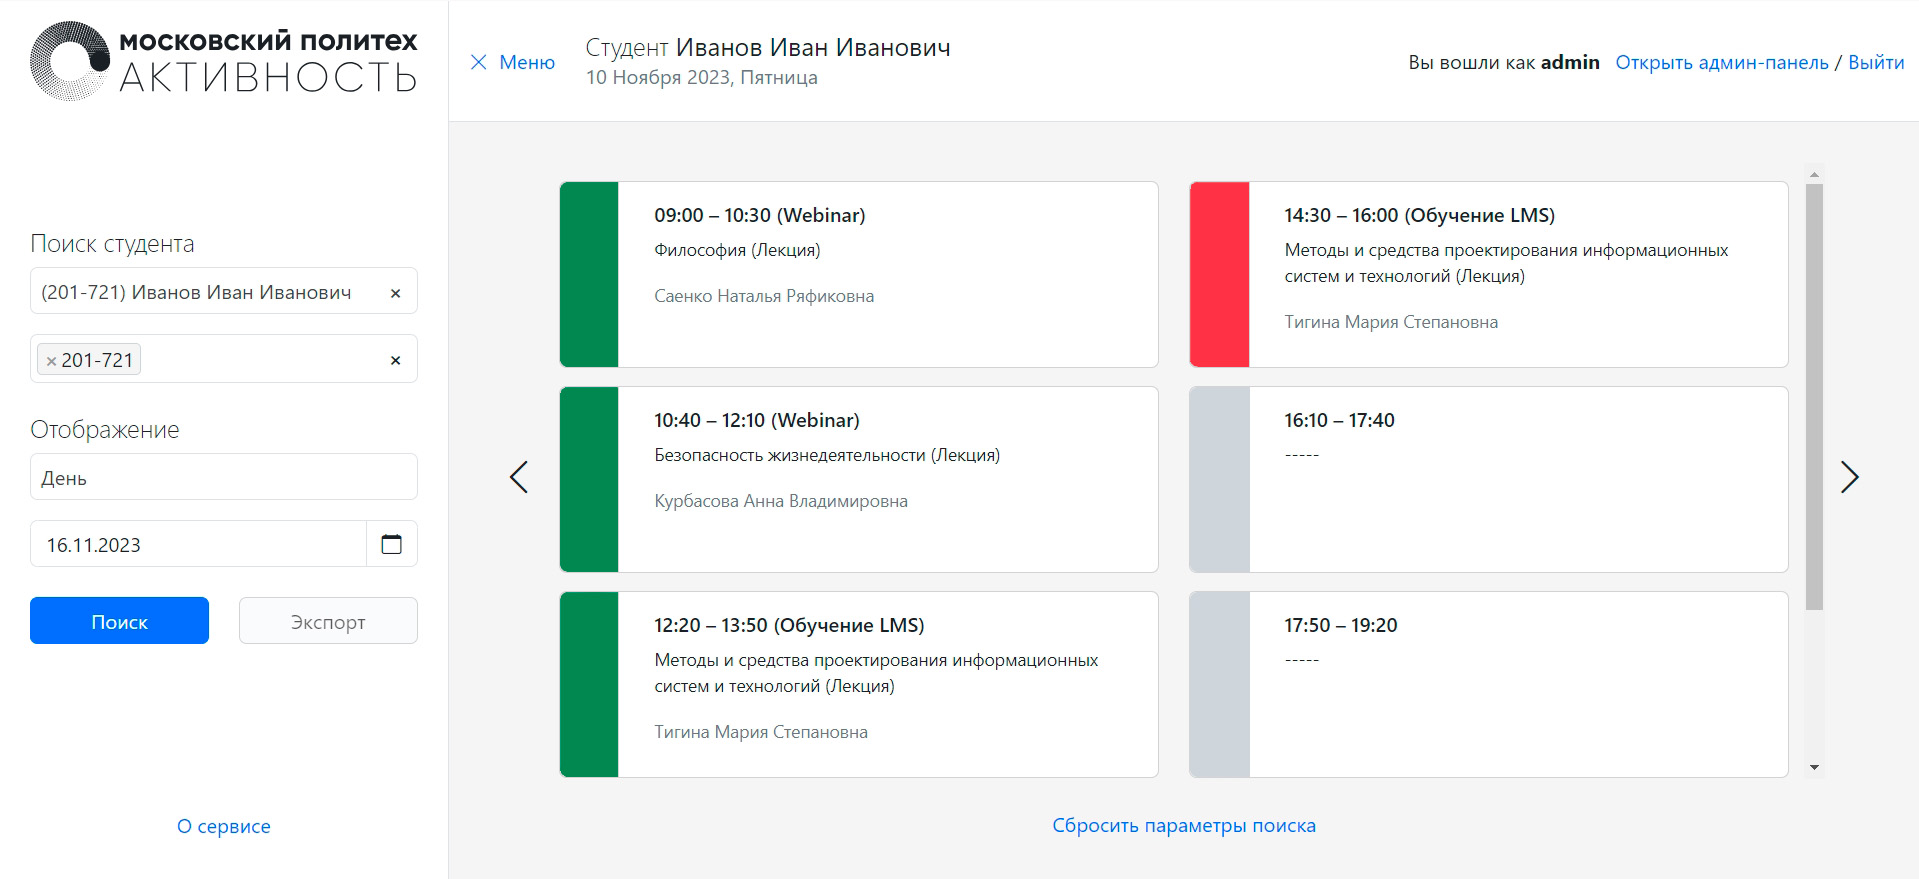 МОСКОВСКИЙ ПОЛИТЕХ
АКТИВНОСТЬ
Меню
Студент Иванов Иван Иванович
10 Ноября 2023, Пятница
Вы вошли как admin Открыть админ-панель / Выйти
Поиск студента
(201-721) Иванов Иван Иванович ×
× 201-721 ×
Отображение
День
16.11.2023
Поиск
Экспорт
О сервисе
09:00 – 10:30 (Webinar)
Философия (Лекция)
Саенко Наталья Ряфиковна
10:40 – 12:10 (Webinar)
Безопасность жизнедеятельности (Лекция)
Курбасова Анна Владимировна
12:20 – 13:50 (Обучение LMS)
Методы и средства проектирования информационных
систем и технологий (Лекция)
Тигина Мария Степановна
14:30 – 16:00 (Обучение LMS)
Методы и средства проектирования информационных
систем и технологий (Лекция)
Тигина Мария Степановна
16:10 – 17:40
-----
17:50 – 19:20
-----
Сбросить параметры поиска